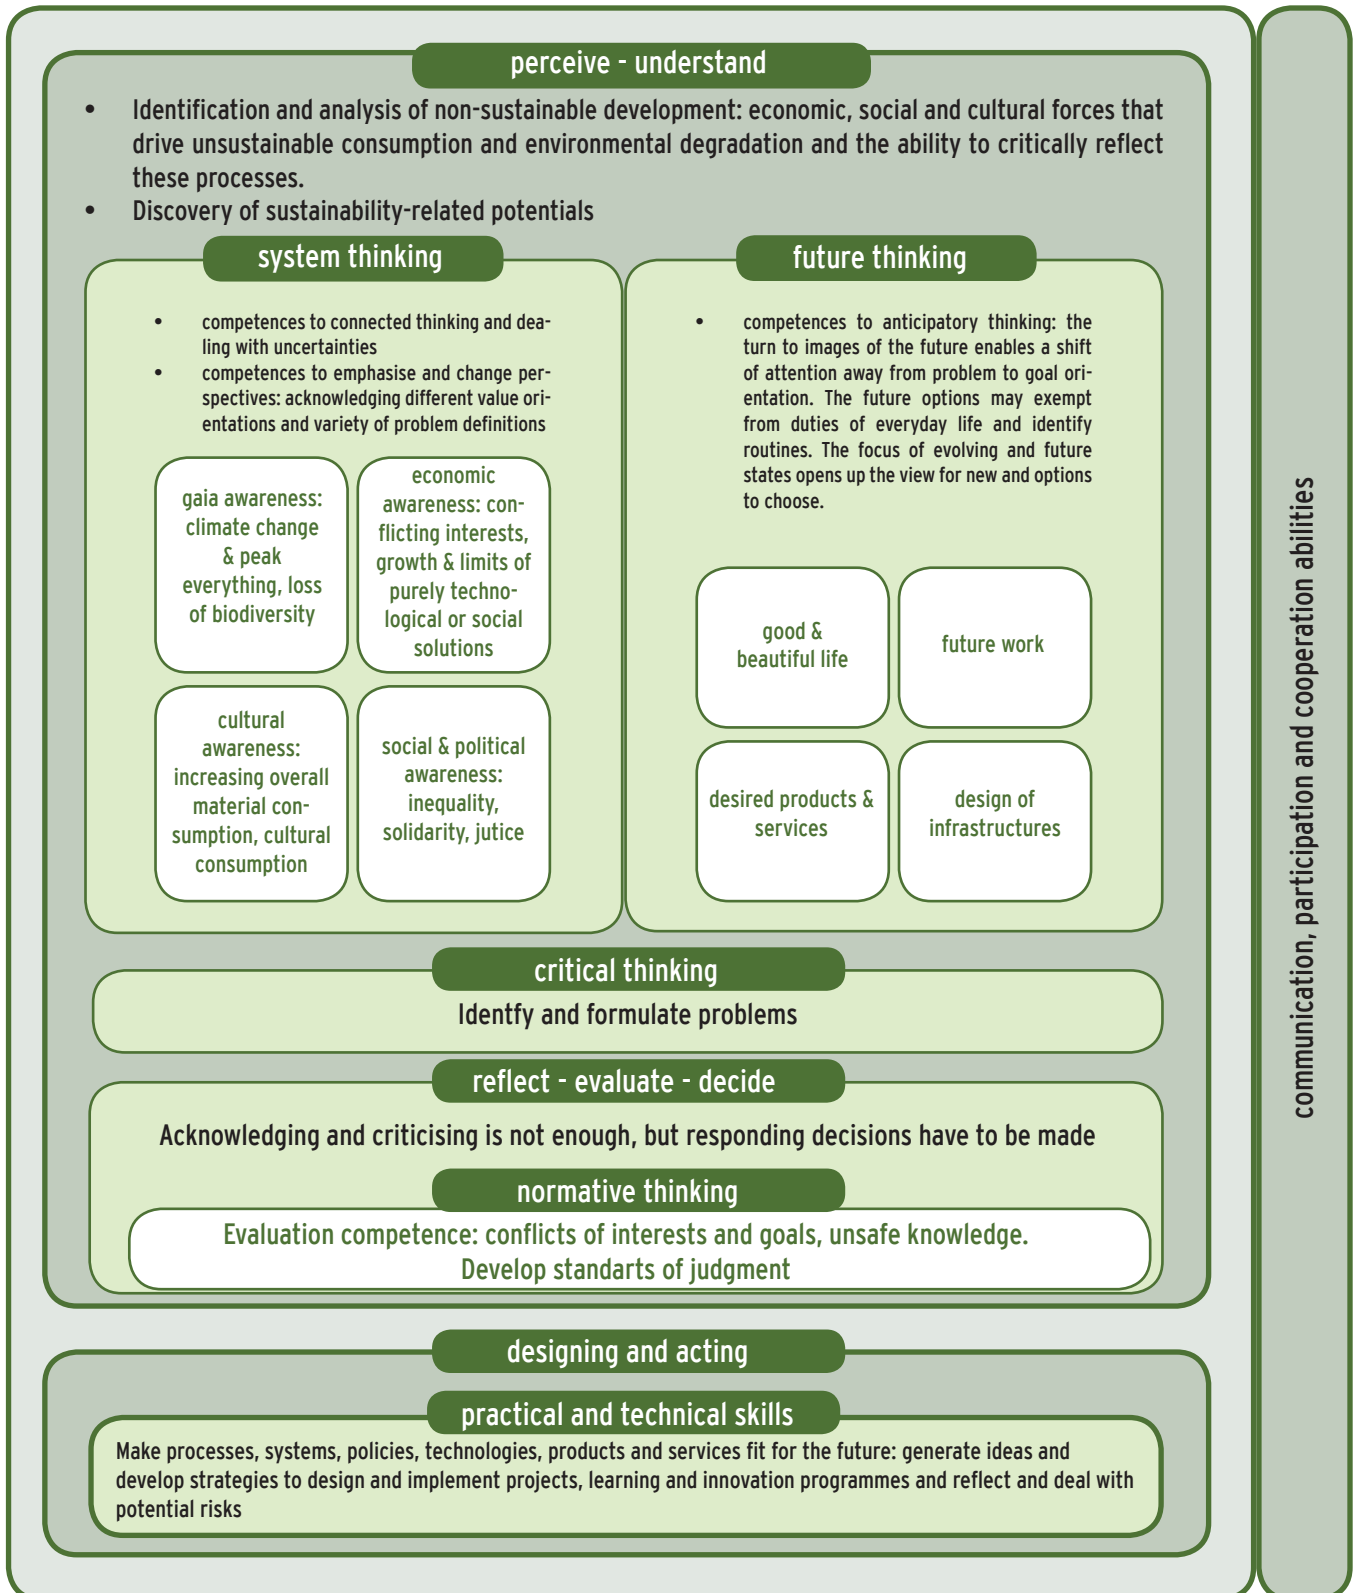 perceive - understand
• Identification and analysis of non-sustainable development: economic, social and cultural forces that
drive unsustainable consumption and environmental degradation and the ability to critically reflect
these processes.
• Discovery of sustainability-related potentials
system thinking
• competences to connected thinking and dea-
ling with uncertainties
• competences to emphasise and change per-
spectives: acknowledging different value ori-
entations and variety of problem definitions
gaia awareness:
climate change
& peak
everything, loss
of biodiversity
economic
awareness: con-
flicting interests,
growth & limits of
purely techno-
logical or social
solutions
cultural
awareness:
increasing overall
material con-
sumption, cultural
consumption
social & political
awareness:
inequality,
solidarity, jutice
future thinking
• competences to anticipatory thinking: the
turn to images of the future enables a shift
of attention away from problem to goal ori-
entation. The future options may exempt
from duties of everyday life and identify
routines. The focus of evolving and future
states opens up the view for new and options
to choose.
good &
beautiful life
future work
desired products &
services
design of
infrastructures
critical thinking
Identfy and formulate problems
reflect - evaluate - decide
Acknowledging and criticising is not enough, but responding decisions have to be made
normative thinking
Evaluation competence: conflicts of interests and goals, unsafe knowledge.
Develop standarts of judgment
designing and acting
practical and technical skills
Make processes, systems, policies, technologies, products and services fit for the future: generate ideas and
develop strategies to design and implement projects, learning and innovation programmes and reflect and deal with
potential risks
communication, participation and cooperation abilities